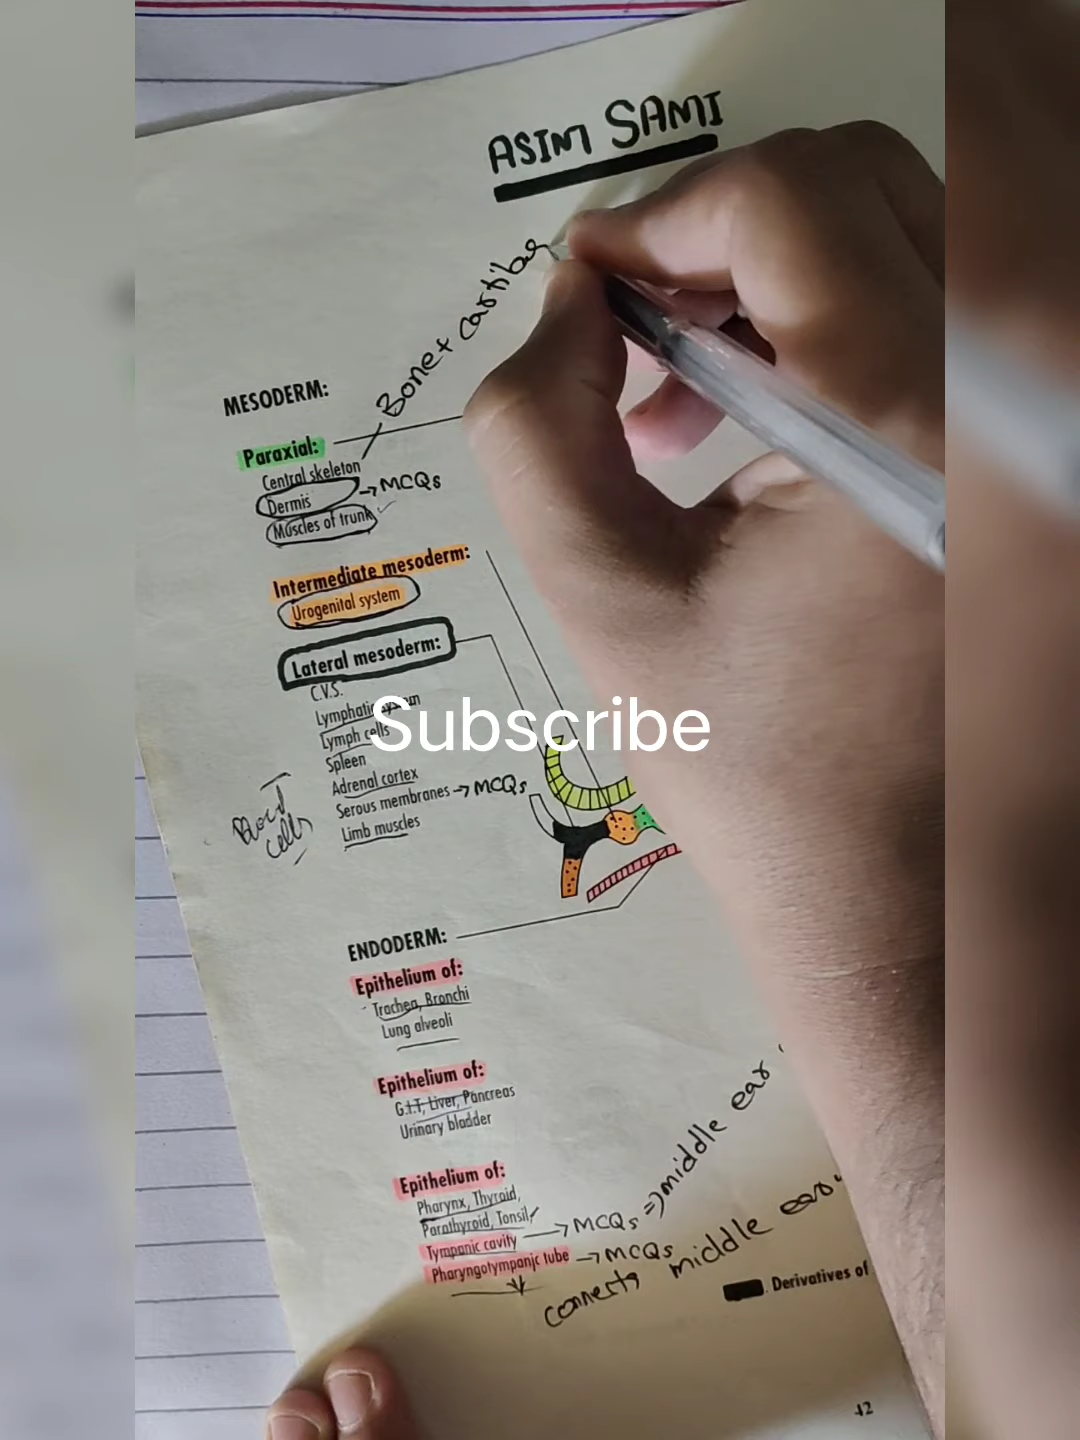 ASIM SAMI
Bone + Cartilage
MESODERM:
Paraxial:
Central skeleton
Dermis → MCQs
Muscles of trunk ✓
Intermediate mesoderm:
Urogenital system
Lateral mesoderm:
C.V.S.
Lymphatic system
Subscribe
Lymph cells
Spleen
Adrenal cortex
Serous membranes → MCQs
Limb muscles
Blood
cells
ENDODERM:
Epithelium of:
Trachea, Bronchi
Lung alveoli
Epithelium of:
G.I.T, Liver, Pancreas
Urinary bladder
Epithelium of:
Pharynx, Thyroid,
Parathyroid, Tonsil,
Tympanic cavity → MCQs ⇒ middle ear
Pharyngotympanic tube → MCQs
connects middle ear
Derivatives of
42